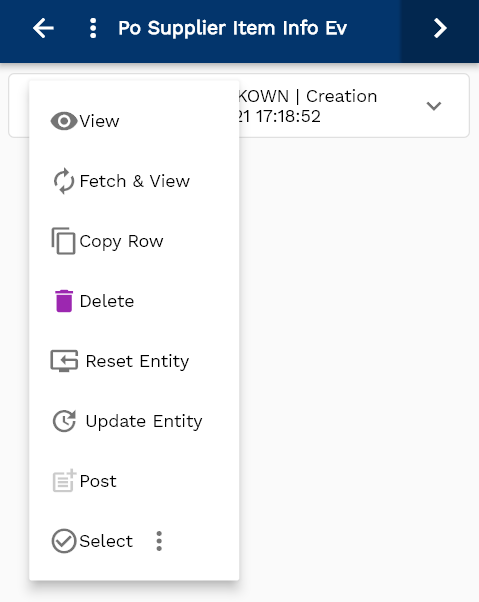 Po Supplier Item Info Ev
KOWN | Creation
21 17:18:52
View
Fetch & View
Copy Row
Delete
Reset Entity
Update Entity
Post
Select